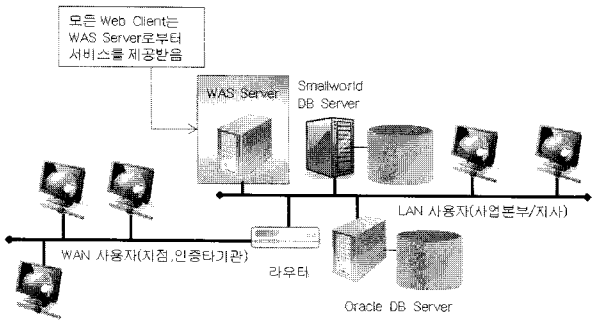 모든 Web Client는
WAS Server로부터
서비스를 제공받음
WAS Server
Smallworld
DB Server
LAN 사용자(사업본부/지사)
WAN 사용자(지점,인증타기관)
라우터
Oracle DB Server